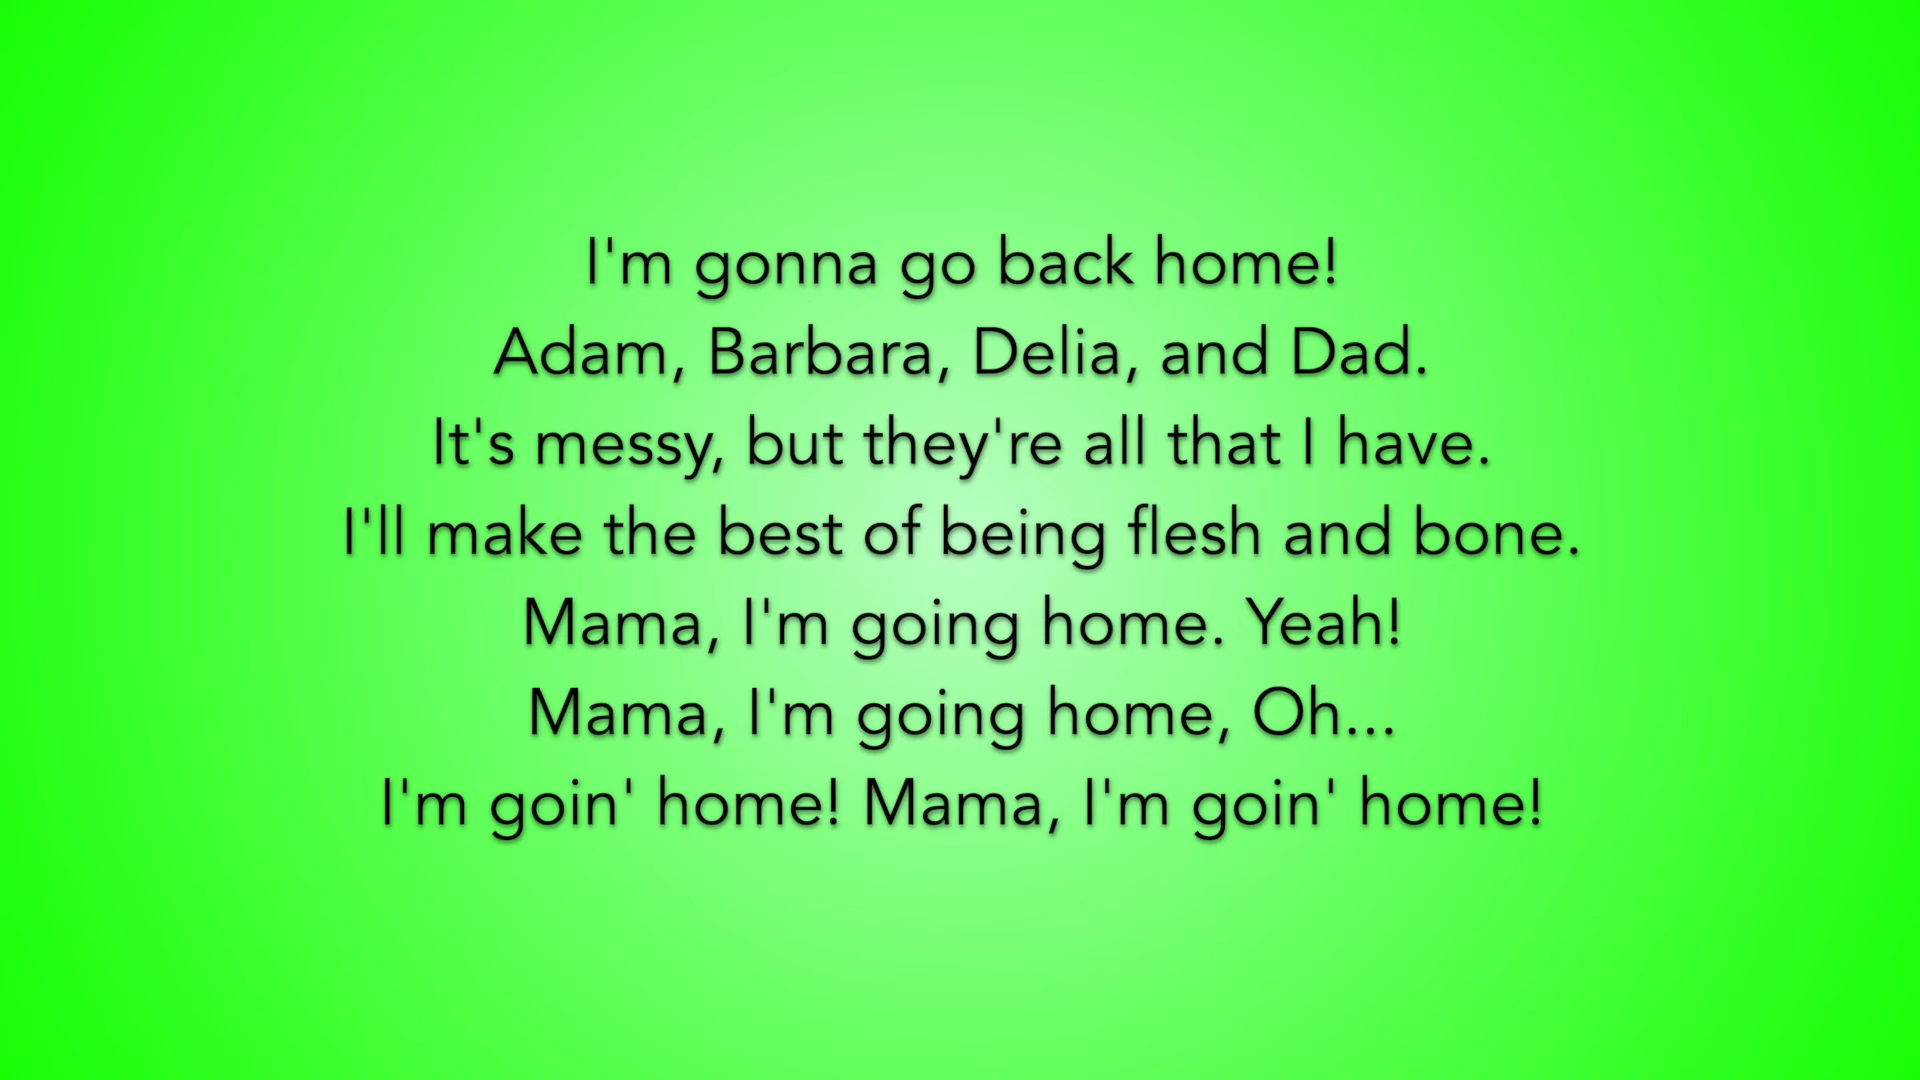 I'm gonna go back home!
Adam, Barbara, Delia, and Dad.
It's messy, but they're all that I have.
I'll make the best of being flesh and bone.
Mama, I'm going home. Yeah!
Mama, I'm going home, Oh...
I'm goin' home! Mama, I'm goin' home!